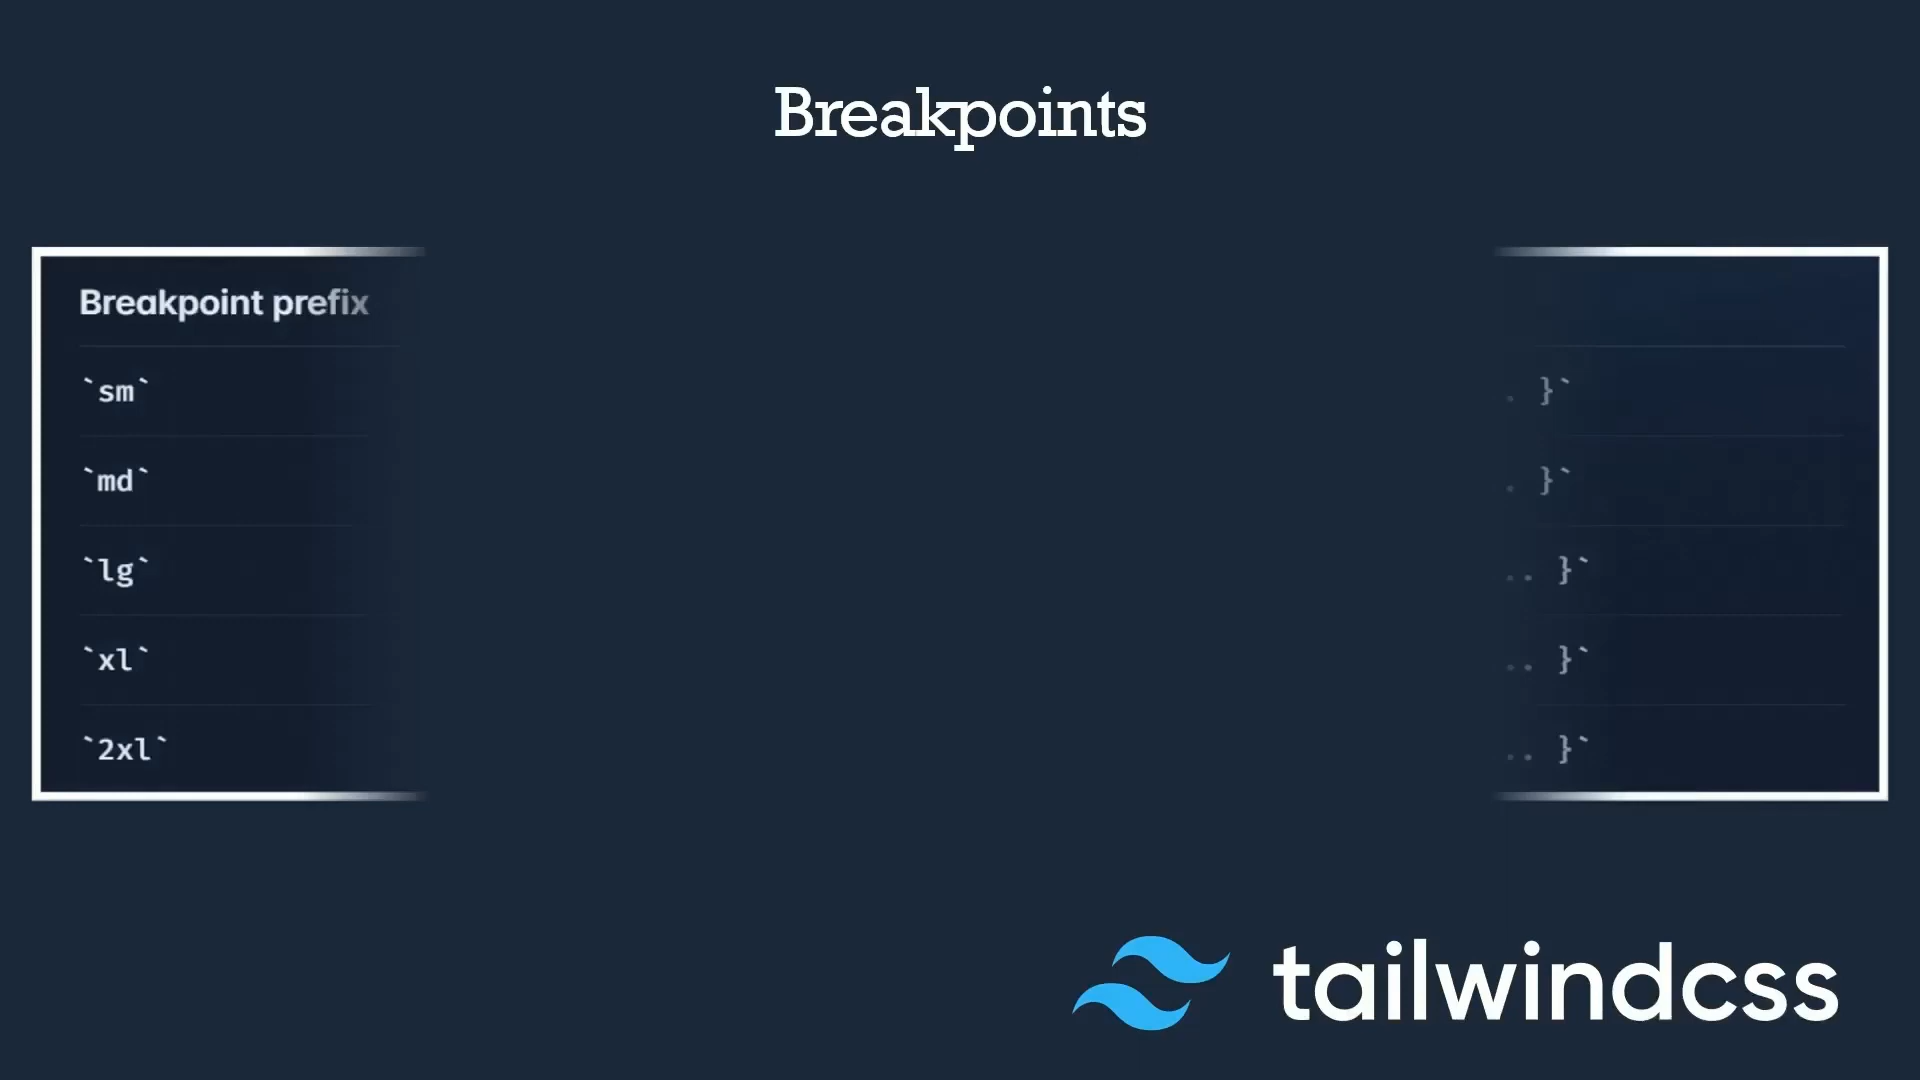 Breakpoints
Breakpoint prefix
`sm` . }`
`md` . }`
`lg` .. }`
`xl` .. }`
`2xl` .. }`
tailwindcss